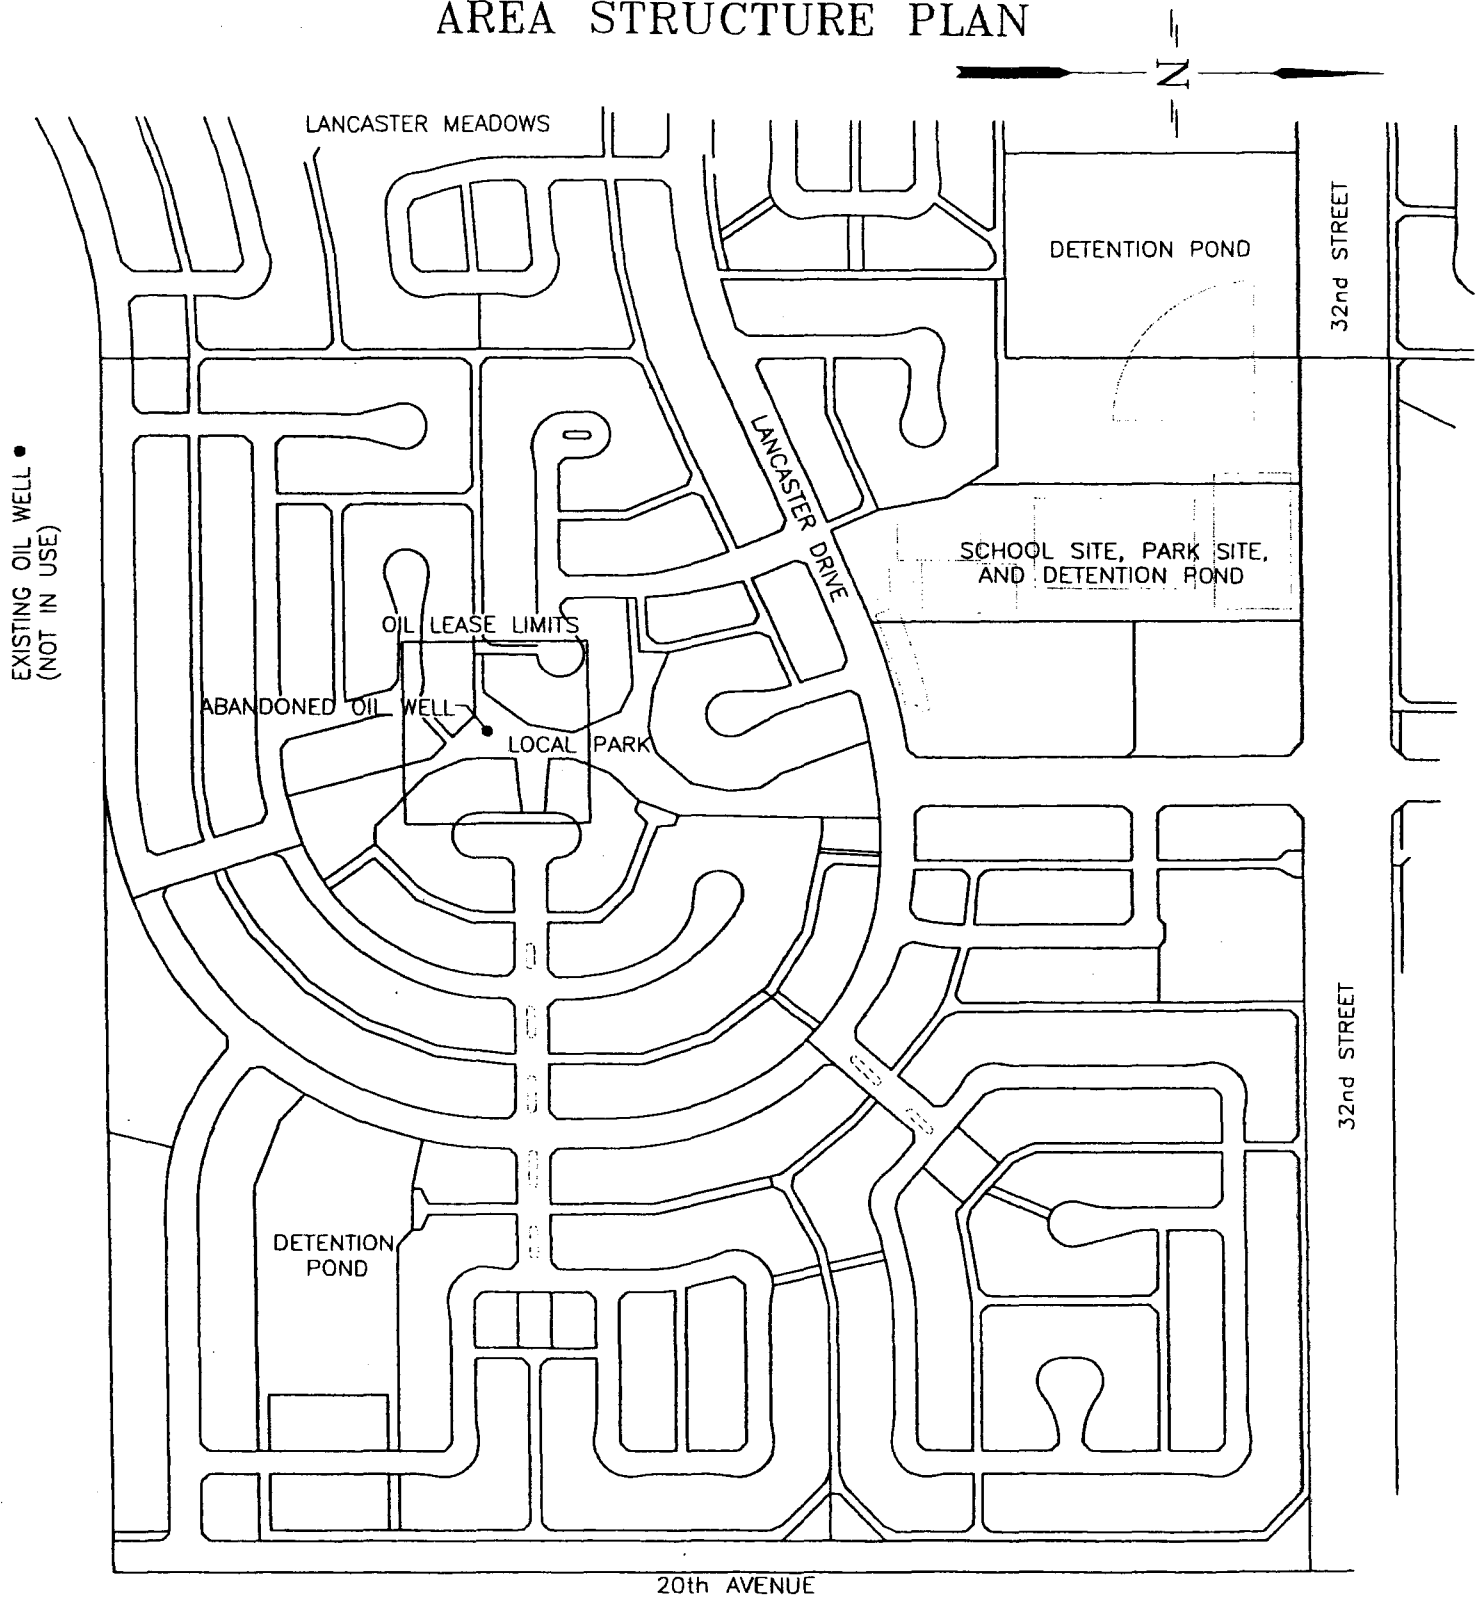 AREA STRUCTURE PLAN
N
LANCASTER MEADOWS
DETENTION POND
32nd STREET
LANCASTER DRIVE
EXISTING OIL WELL
(NOT IN USE)
SCHOOL SITE, PARK SITE,
AND DETENTION POND
OIL LEASE LIMITS
ABANDONED OIL WELL
LOCAL PARK
32nd STREET
DETENTION
POND
20th AVENUE